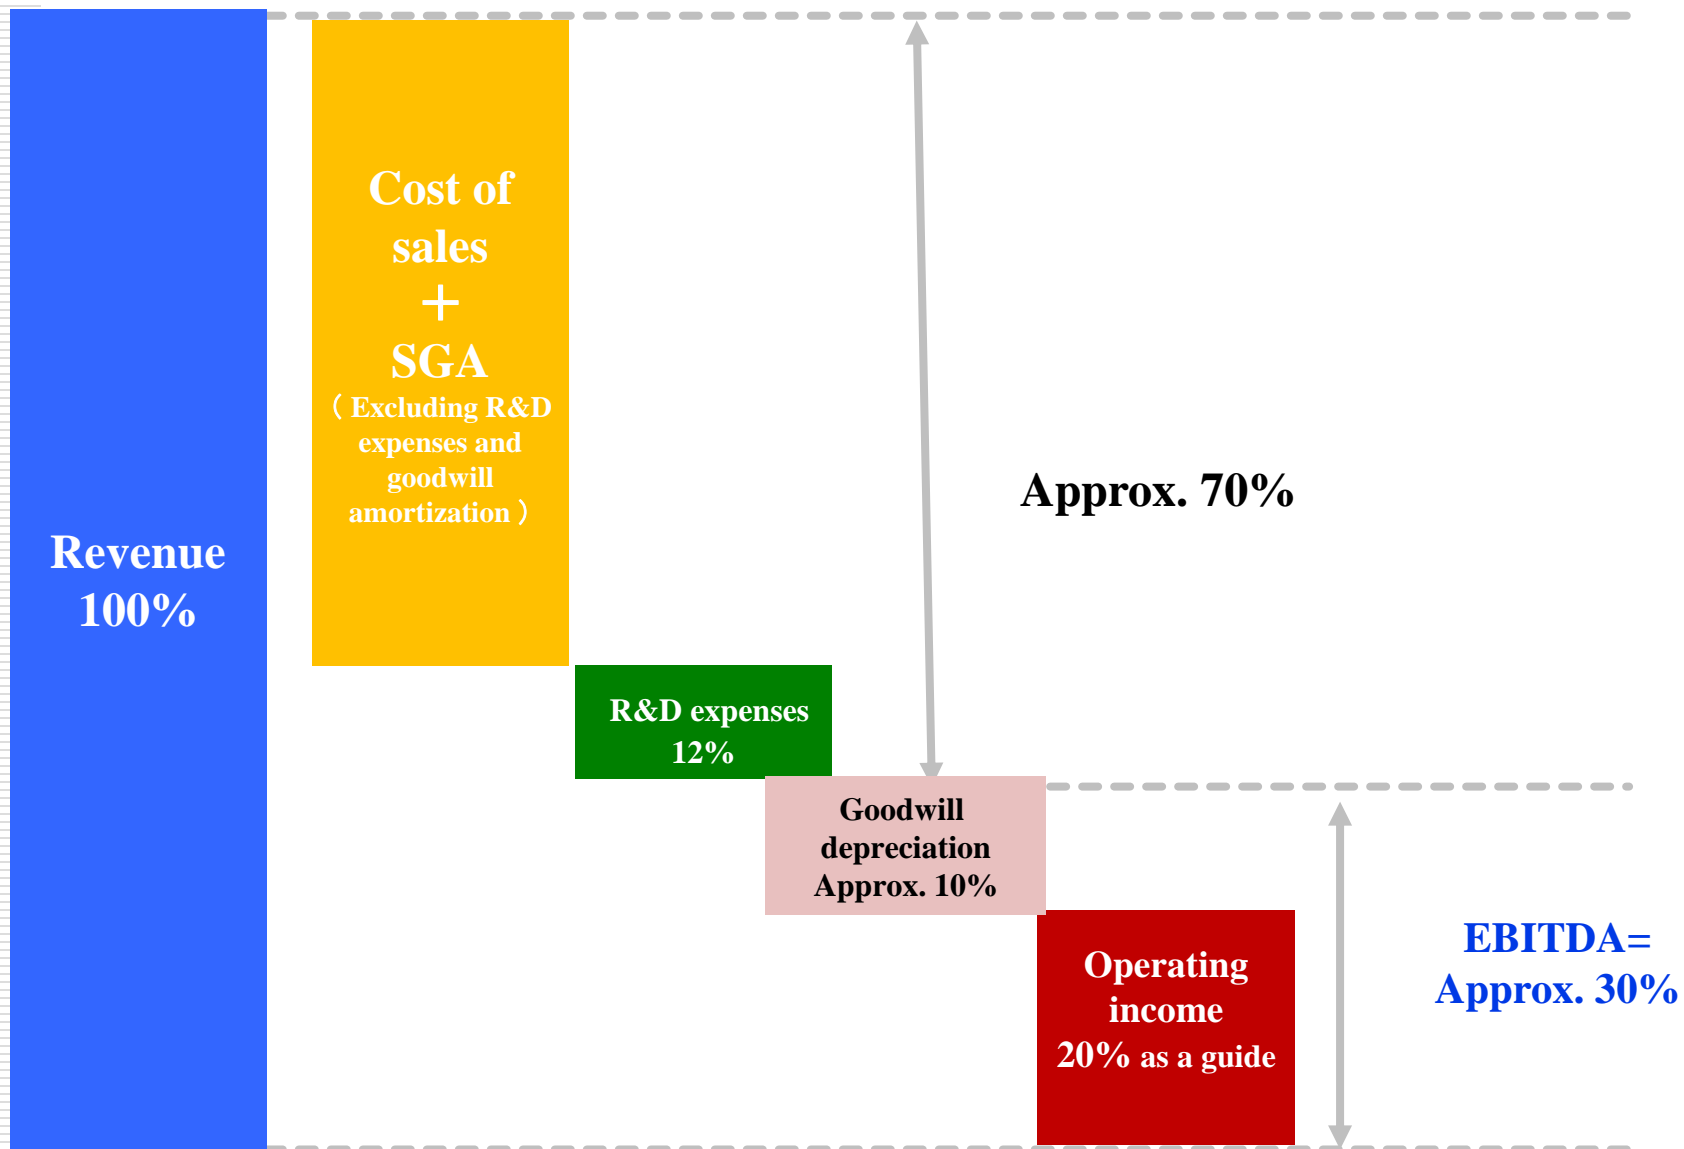 Revenue
100%
Cost of
sales
＋
SGA
（ Excluding R&D
expenses and
goodwill
amortization ）
R&D expenses
12%
Goodwill
depreciation
Approx. 10%
Operating
income
20% as a guide
Approx. 70%
EBITDA=
Approx. 30%